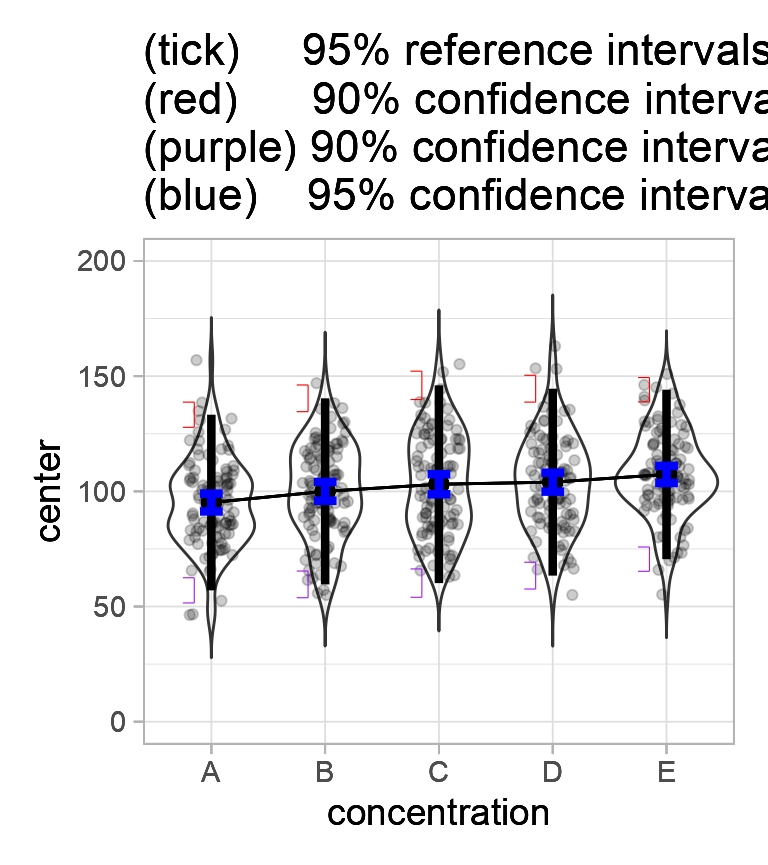 (tick) 95% reference intervals
(red) 90% confidence interva
(purple) 90% confidence interva
(blue) 95% confidence interva
200
150
100
50
0
center
A B C D E
concentration